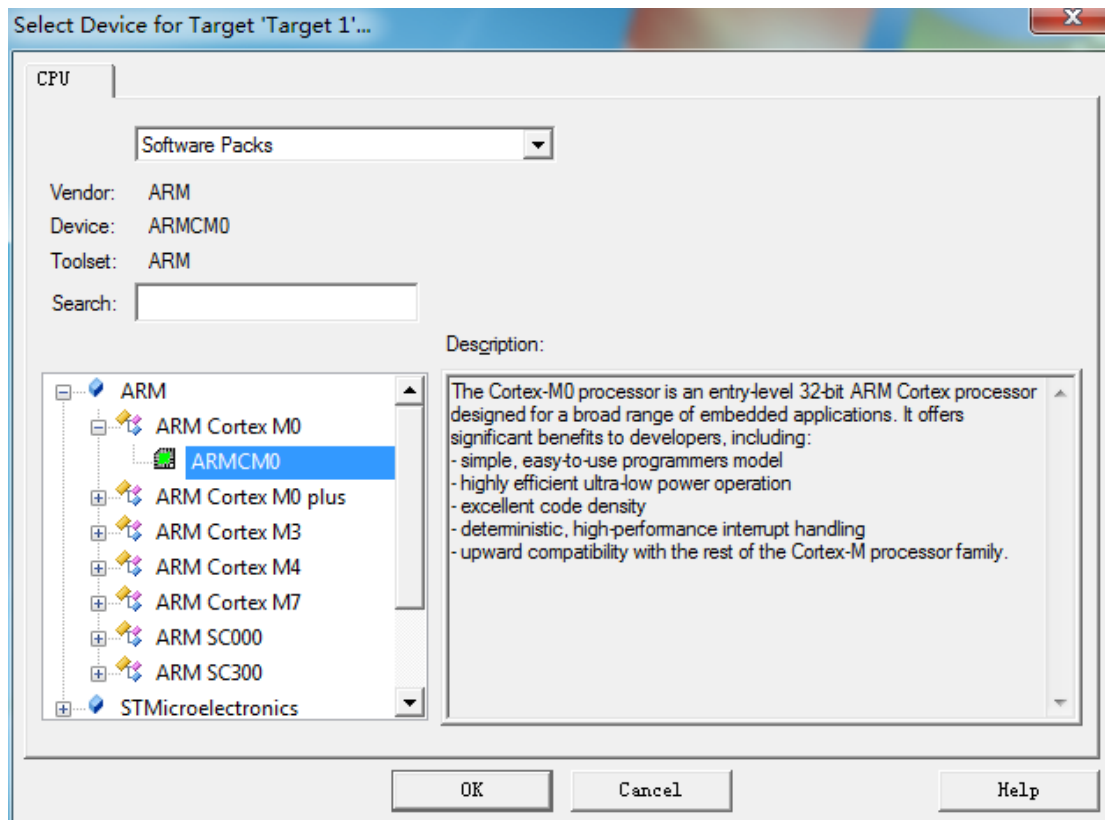 Select Device for Target 'Target 1'...
CPU
Software Packs
Vendor: ARM
Device: ARMCM0
Toolset: ARM
Search:
Description:
ARM
ARM Cortex M0
ARMCM0
ARM Cortex M0 plus
ARM Cortex M3
ARM Cortex M4
ARM Cortex M7
ARM SC000
ARM SC300
STMicroelectronics
The Cortex-M0 processor is an entry-level 32-bit ARM Cortex processor
designed for a broad range of embedded applications. It offers
significant benefits to developers, including:
- simple, easy-to-use programmers model
- highly efficient ultra-low power operation
- excellent code density
- deterministic, high-performance interrupt handling
- upward compatibility with the rest of the Cortex-M processor family.
OK
Cancel
Help